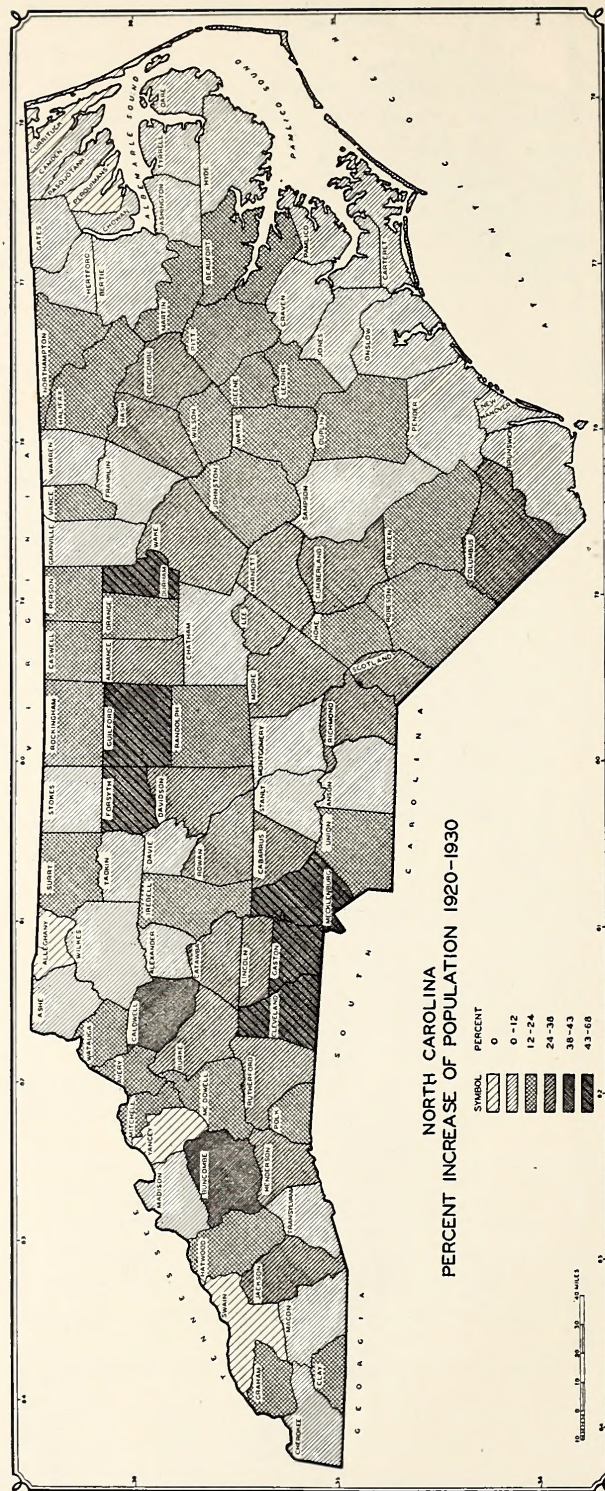 NORTH CAROLINA
PERCENT INCREASE OF POPULATION 1920-1930
SYMBOL PERCENT
0
0-12
12-24
24-38
38-43
43-68
10 0 10 20 30 40 MILES
VIRGINIA
TENNESSEE
GEORGIA
SOUTH CAROLINA
ATLANTIC OCEAN
ALBEMARLE SOUND
PAMLICO SOUND
CHEROKEE
GRAHAM
CLAY
SWAIN
MACON
JACKSON
HAYWOOD
TRANSYLVANIA
MADISON
BUNCOMBE
HENDERSON
YANCEY
MITCHELL
AVERY
MC DOWELL
RUTHERFORD
POLK
WATAUGA
CALDWELL
BURKE
CLEVELAND
ASHE
ALLEGHANY
WILKES
ALEXANDER
CATAWBA
LINCOLN
GASTON
SURRY
YADKIN
IREDELL
DAVIE
ROWAN
CABARRUS
MECKLENBURG
STOKES
FORSYTH
DAVIDSON
STANLY
UNION
ANSON
ROCKINGHAM
GUILFORD
RANDOLPH
MONTGOMERY
RICHMOND
CASWELL
ALAMANCE
CHATHAM
MOORE
SCOTLAND
PERSON
ORANGE
DURHAM
LEE
HOKE
ROBESON
GRANVILLE
WAKE
HARNETT
CUMBERLAND
BLADEN
COLUMBUS
VANCE
WARREN
FRANKLIN
JOHNSTON
SAMPSON
NORTHAMPTON
HALIFAX
NASH
WILSON
WAYNE
DUPLIN
PENDER
NEW HANOVER
BRUNSWICK
EDGECOMBE
PITT
GREENE
LENOIR
JONES
ONSLOW
CRAVEN
CARTERET
PAMLICO
BEAUFORT
MARTIN
BERTIE
HERTFORD
GATES
CHOWAN
PERQUIMANS
PASQUOTANK
CAMDEN
CURRITUCK
WASHINGTON
TYRRELL
DARE
HYDE